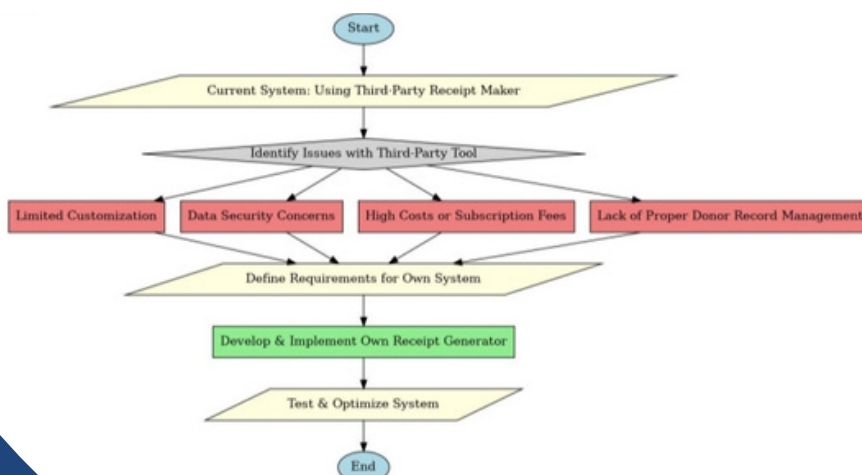 Start
Current System: Using Third-Party Receipt Maker
Identify Issues with Third-Party Tool
Limited Customization
Data Security Concerns
High Costs or Subscription Fees
Lack of Proper Donor Record Management
Define Requirements for Own System
Develop & Implement Own Receipt Generator
Test & Optimize System
End